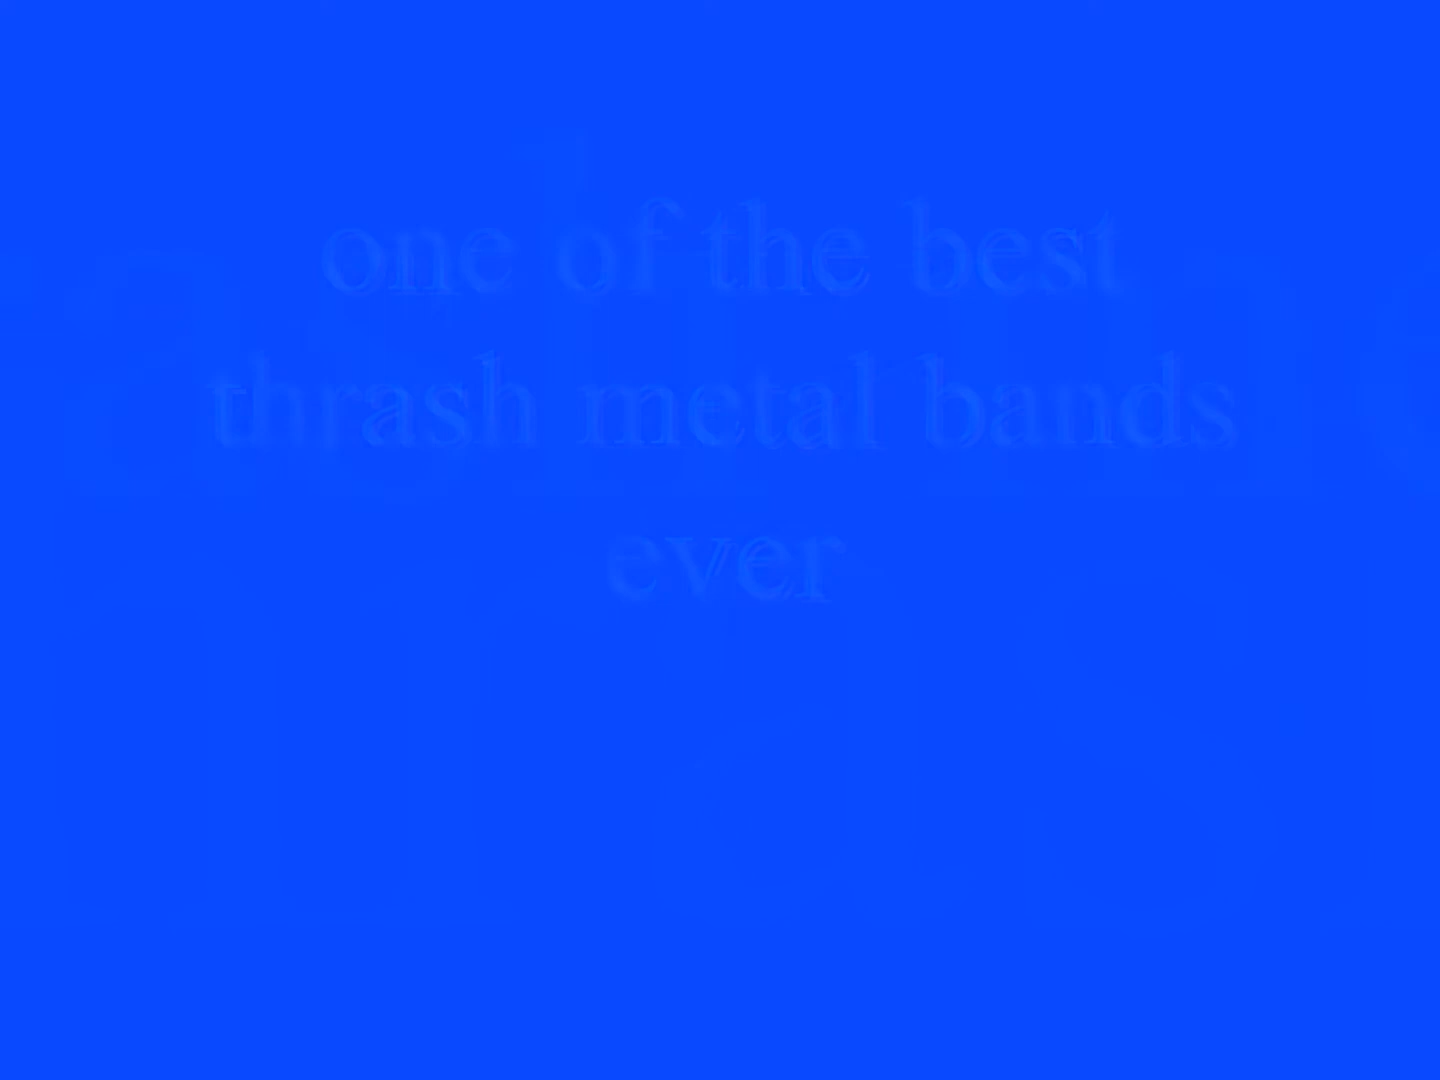 one of the best
thrash metal bands
ever